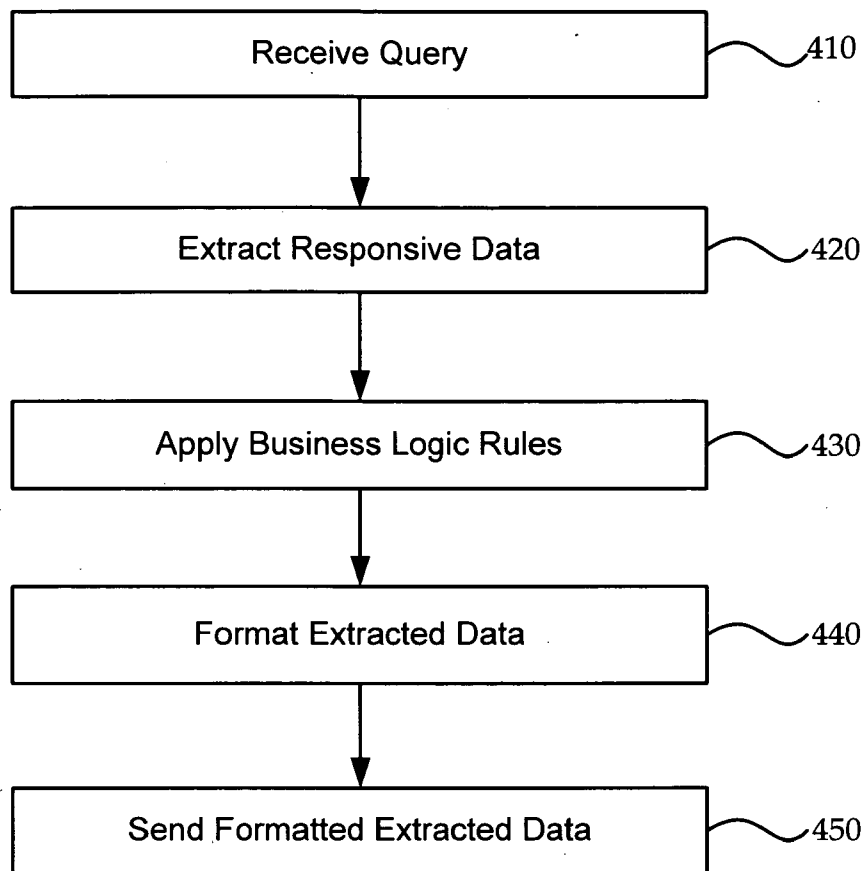 Receive Query 410
Extract Responsive Data 420
Apply Business Logic Rules 430
Format Extracted Data 440
Send Formatted Extracted Data 450